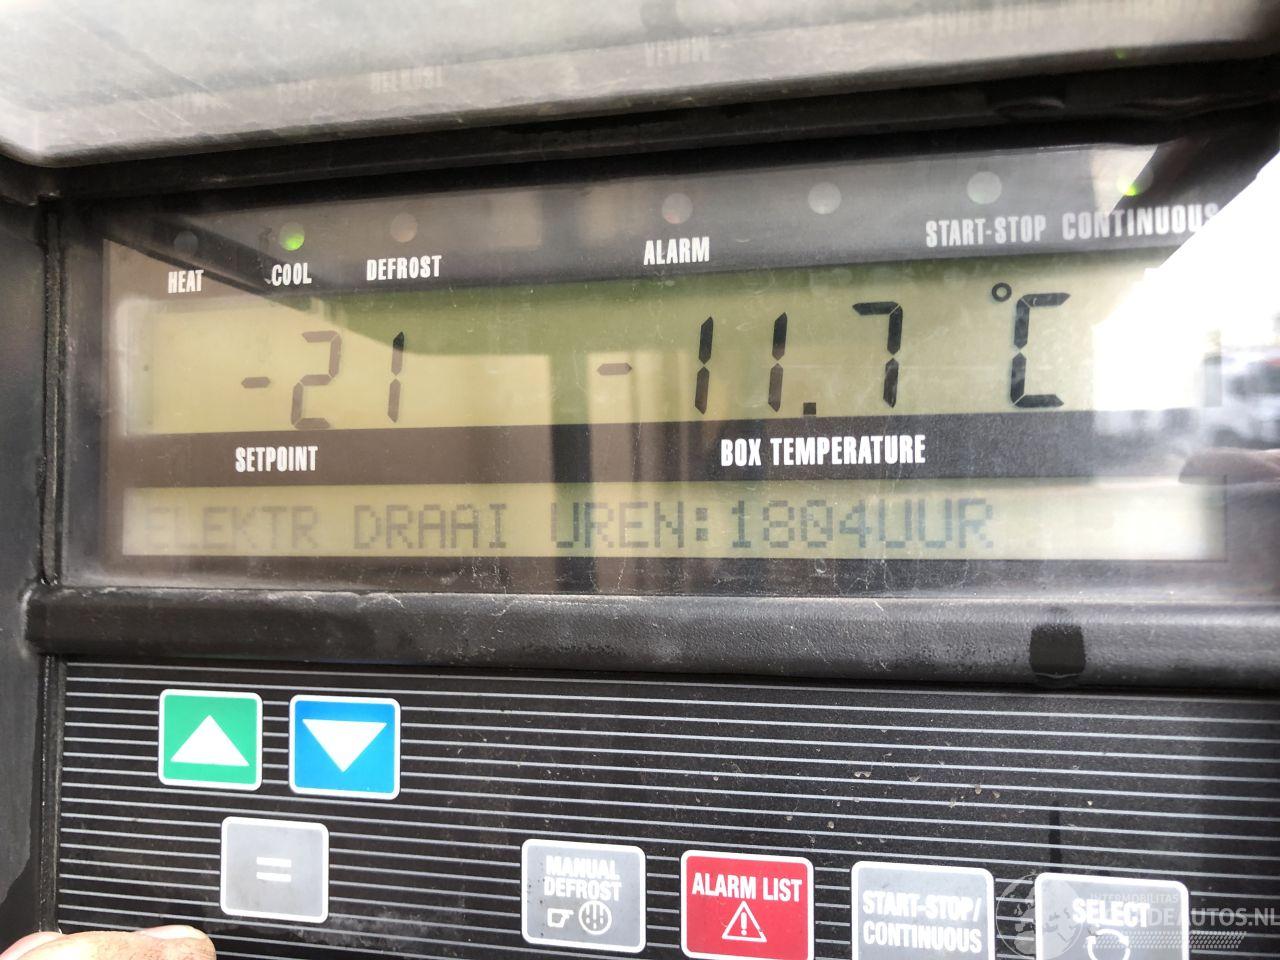 HEAT COOL DEFROST ALARM START-STOP CONTINUOUS
-21 -11.7 °C
SETPOINT BOX TEMPERATURE
ELEKTR DRAAI UREN:1804UUR
=
MANUAL DEFROST
ALARM LIST
START-STOP/
CONTINUOUS
SELECT